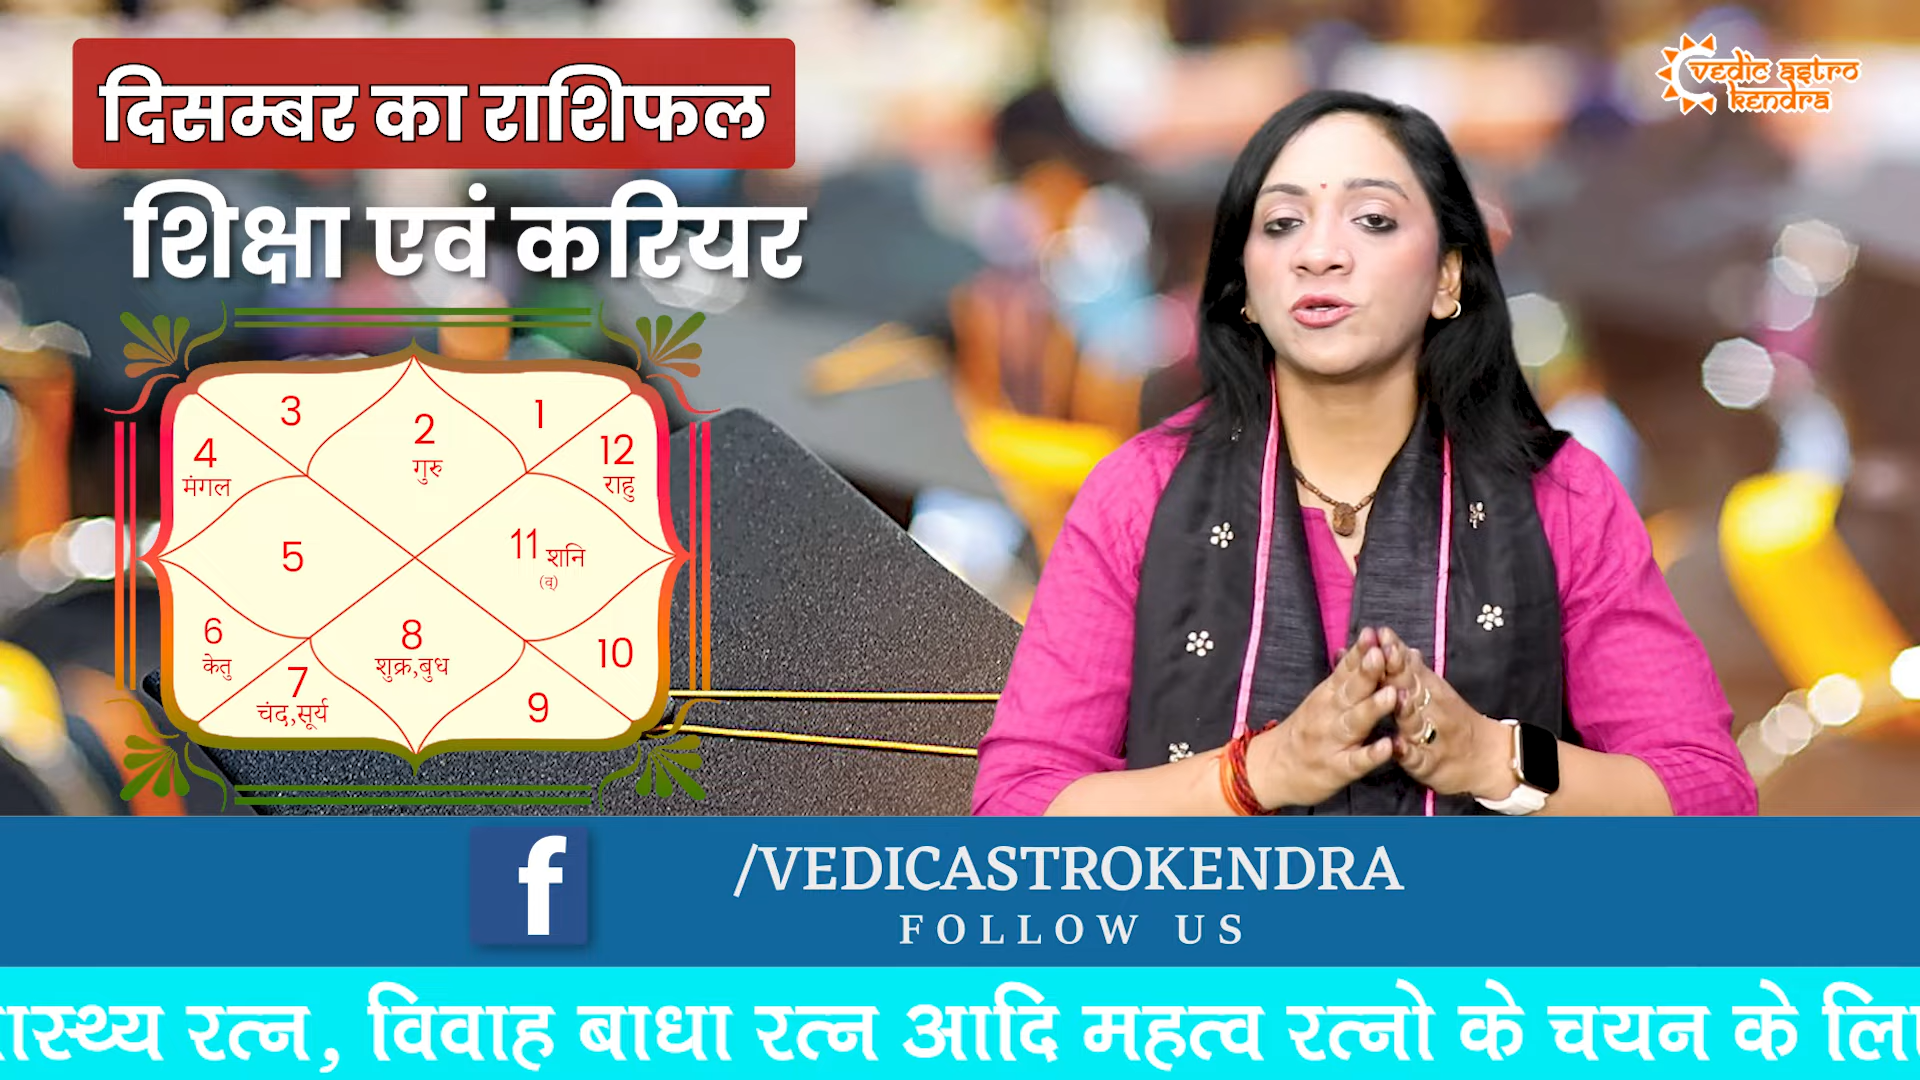 दिसम्बर का राशिफल
vedic astro
kendra
शिक्षा एवं करियर
3
2
गुरु
1
4
मंगल
12
राहु
5
11 शनि
(व)
6
केतु
7
चंद,सूर्य
8
शुक्र,बुध
10
9
f
/VEDICASTROKENDRA
FOLLOW US
रत्न, विवाह बाधा रत्न आदि महत्व रत्नो के चयन के